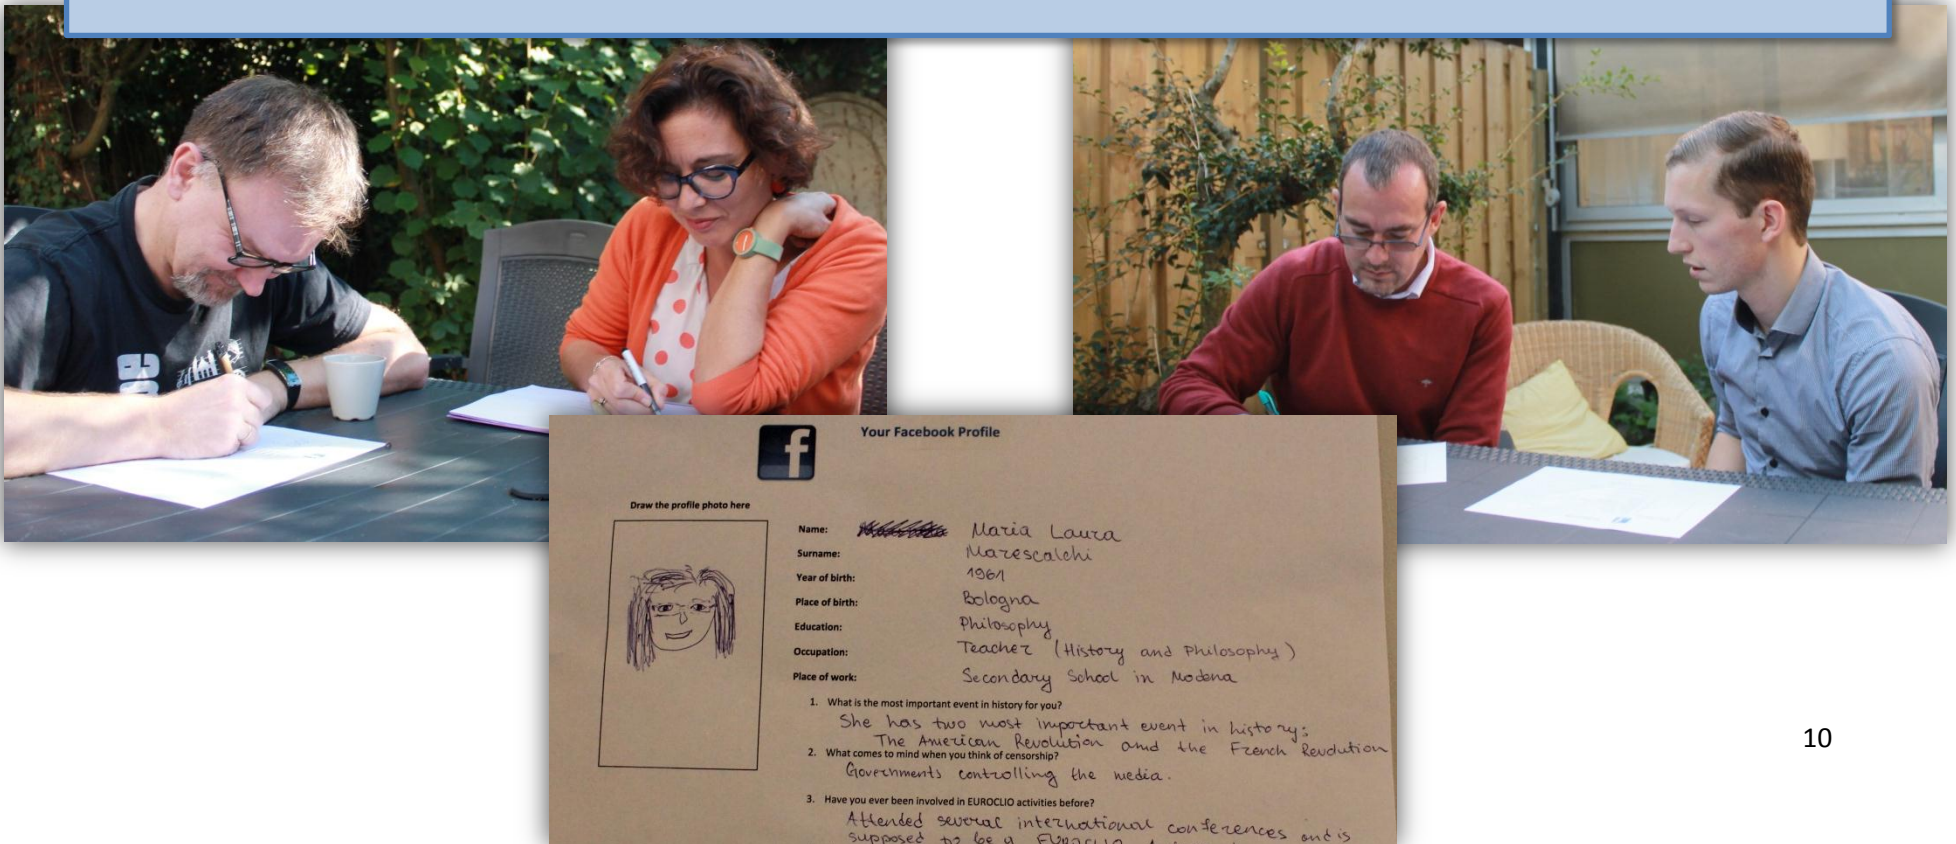 Your Facebook Profile
Draw the profile photo here
Name: Maria Laura
Surname: Marescalchi
Year of birth: 1961
Place of birth: Bologna
Education: Philosophy
Occupation: Teacher (History and Philosophy)
Place of work: Secondary School in Modena
1. What is the most important event in history for you?
She has two most important event in history:
The American Revolution and the French Revolution
2. What comes to mind when you think of censorship?
Governments controlling the media.
3. Have you ever been involved in EUROCLIO activities before?
Attended several international conferences and is
supposed to be a
10